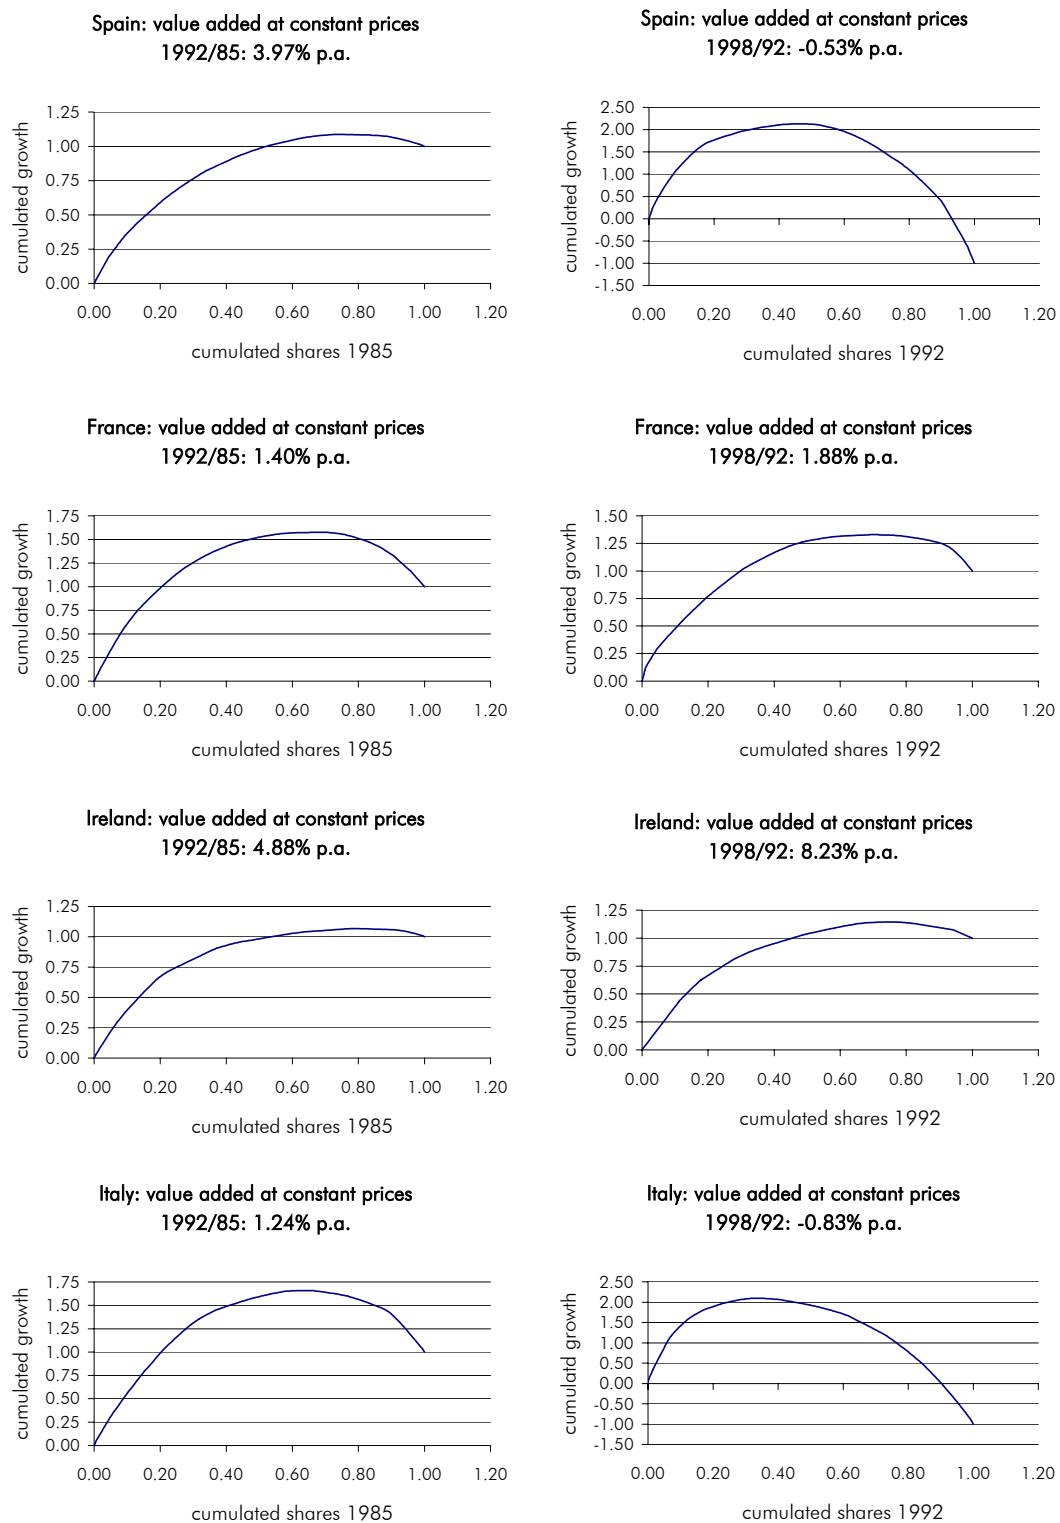 Spain: value added at constant prices
1992/85: 3.97% p.a.
1.25
1.00
0.75
0.50
0.25
0.00
cumulated growth
0.00 0.20 0.40 0.60 0.80 1.00 1.20
cumulated shares 1985
Spain: value added at constant prices
1998/92: -0.53% p.a.
2.50
2.00
1.50
1.00
0.50
0.00
-0.50
-1.00
-1.50
cumulated growth
0.00 0.20 0.40 0.60 0.80 1.00 1.20
cumulated shares 1992
France: value added at constant prices
1992/85: 1.40% p.a.
1.75
1.50
1.25
1.00
0.75
0.50
0.25
0.00
cumulated growth
0.00 0.20 0.40 0.60 0.80 1.00 1.20
cumulated shares 1985
France: value added at constant prices
1998/92: 1.88% p.a.
1.50
1.25
1.00
0.75
0.50
0.25
0.00
cumulated growth
0.00 0.20 0.40 0.60 0.80 1.00 1.20
cumulated shares 1992
Ireland: value added at constant prices
1992/85: 4.88% p.a.
1.25
1.00
0.75
0.50
0.25
0.00
cumulated growth
0.00 0.20 0.40 0.60 0.80 1.00 1.20
cumulated shares 1985
Ireland: value added at constant prices
1998/92: 8.23% p.a.
1.25
1.00
0.75
0.50
0.25
0.00
cumulated growth
0.00 0.20 0.40 0.60 0.80 1.00 1.20
cumulated shares 1992
Italy: value added at constant prices
1992/85: 1.24% p.a.
1.75
1.50
1.25
1.00
0.75
0.50
0.25
0.00
cumulated growth
0.00 0.20 0.40 0.60 0.80 1.00 1.20
cumulated shares 1985
Italy: value added at constant prices
1998/92: -0.83% p.a.
2.50
2.00
1.50
1.00
0.50
0.00
-0.50
-1.00
-1.50
cumulatd growth
0.00 0.20 0.40 0.60 0.80 1.00 1.20
cumulated shares 1992